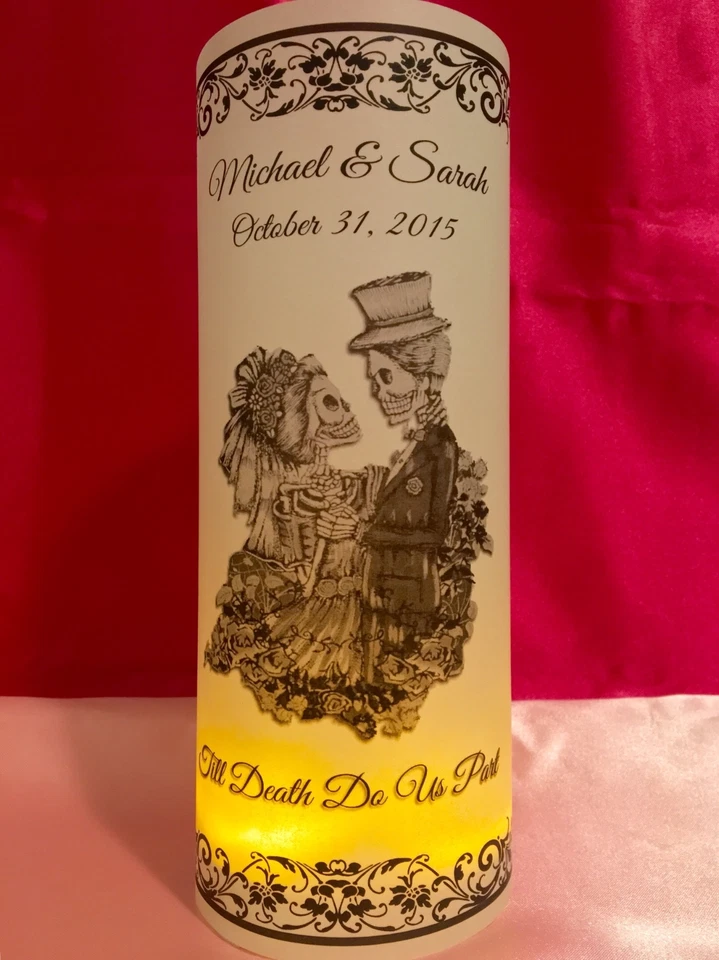 Michael & Sarah
October 31, 2015
Till Death Do Us Part